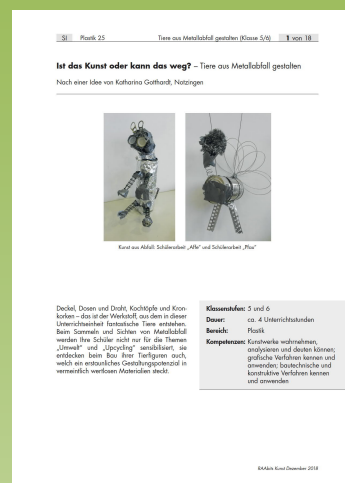 SI Plastik 25 Tiere aus Metallabfall gestalten (Klasse 5/6) 1 von 18
Ist das Kunst oder kann das weg? – Tiere aus Metallabfall gestalten
Nach einer Idee von Katharina Gotthardt, Notzingen
Kunst aus Abfall: Schülerarbeit „Affe“ und Schülerarbeit „Pfau“
Deckel, Dosen und Draht, Kochtöpfe und Kron-
korken – das ist der Werkstoff, aus dem in dieser
Unterrichtseinheit fantastische Tiere entstehen.
Beim Sammeln und Sichten von Metallabfall
werden Ihre Schüler nicht nur für die Themen
„Umwelt“ und „Upcycling“ sensibilisiert, sie
entdecken beim Bau ihrer Tierfiguren auch,
welch ein erstaunliches Gestaltungspotenzial in
vermeintlich wertlosen Materialien steckt.
Klassenstufen: 5 und 6
Dauer: ca. 4 Unterrichtsstunden
Bereich: Plastik
Kompetenzen: Kunstwerke wahrnehmen,
analysieren und deuten können;
grafische Verfahren kennen und
anwenden; bautechnische und
konstruktive Verfahren kennen
und anwenden
RAAbits Kunst Dezember 2018